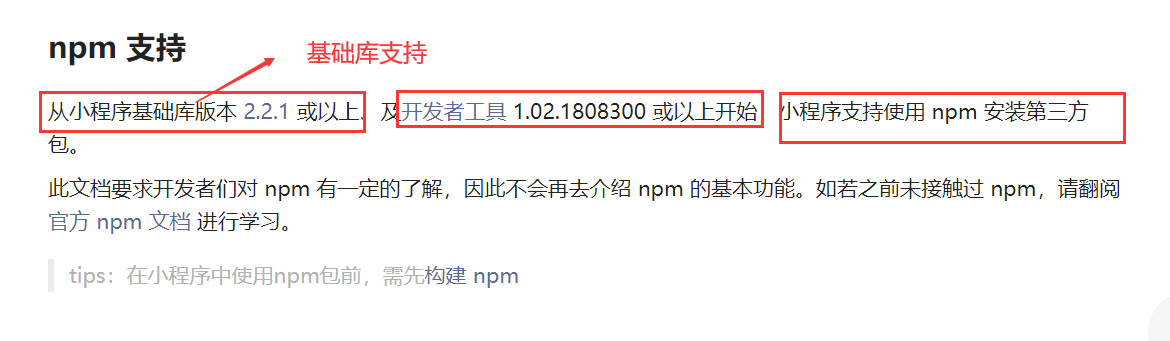 npm 支持
基础库支持
从小程序基础库版本 2.2.1 或以上、及开发者工具 1.02.1808300 或以上开始，小程序支持使用 npm 安装第三方
包。
此文档要求开发者们对 npm 有一定的了解，因此不会再去介绍 npm 的基本功能。如若之前未接触过 npm，请翻阅
官方 npm 文档 进行学习。
tips：在小程序中使用npm包前，需先构建 npm